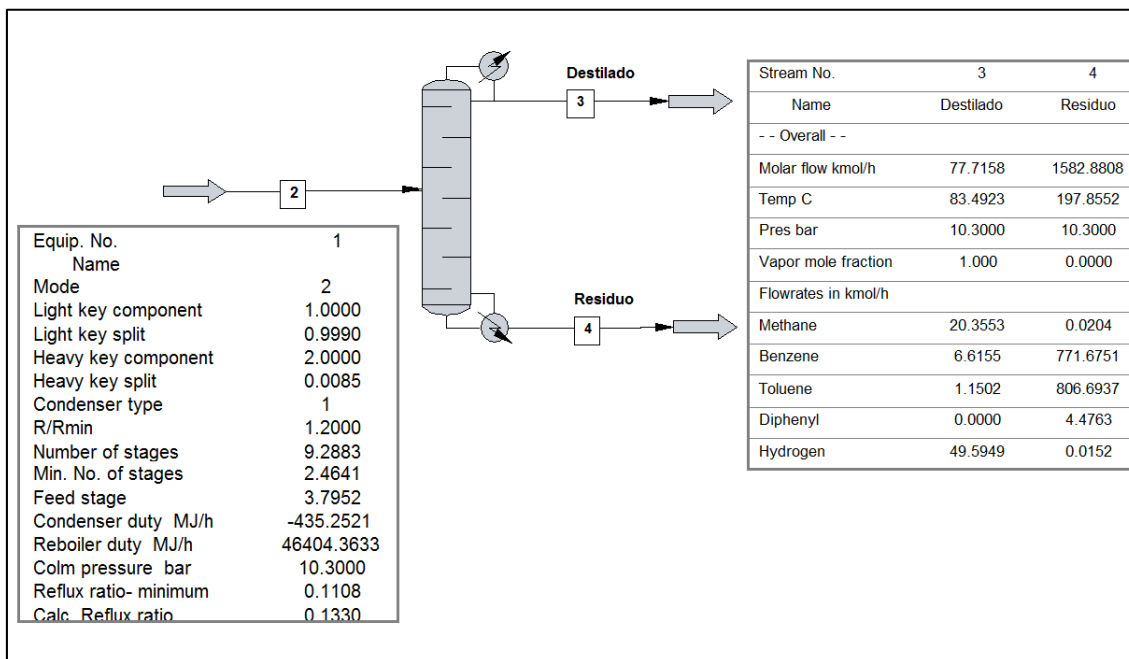 Destilado
3
2
Residuo
4
Equip. No. 1
Name
Mode 2
Light key component 1.0000
Light key split 0.9990
Heavy key component 2.0000
Heavy key split 0.0085
Condenser type 1
R/Rmin 1.2000
Number of stages 9.2883
Min. No. of stages 2.4641
Feed stage 3.7952
Condenser duty MJ/h -435.2521
Reboiler duty MJ/h 46404.3633
Colm pressure bar 10.3000
Reflux ratio- minimum 0.1108
Calc. Reflux ratio 0.1330
Stream No. 3 4
Name Destilado Residuo
- - Overall - -
Molar flow kmol/h 77.7158 1582.8808
Temp C 83.4923 197.8552
Pres bar 10.3000 10.3000
Vapor mole fraction 1.000 0.0000
Flowrates in kmol/h
Methane 20.3553 0.0204
Benzene 6.6155 771.6751
Toluene 1.1502 806.6937
Diphenyl 0.0000 4.4763
Hydrogen 49.5949 0.0152